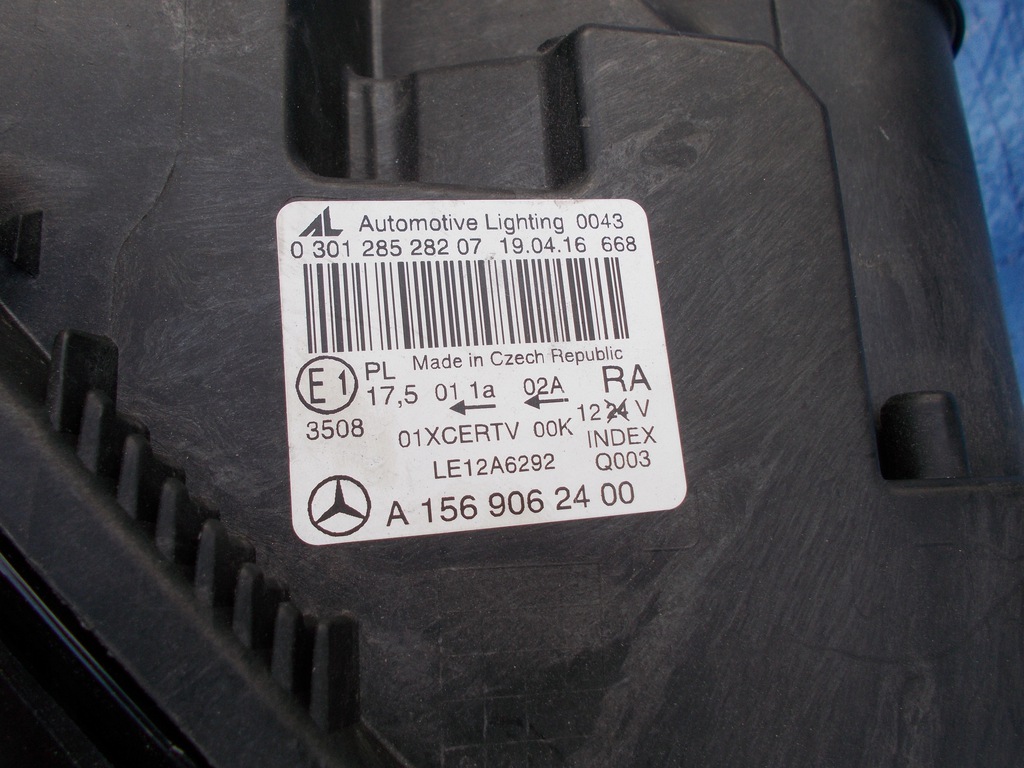 AL Automotive Lighting 0043
0 301 285 282 07 19.04.16 668
Made in Czech Republic
E1 PL
17,5 01 1a 02A RA
3508 01XCERTV 00K 12 24 V
INDEX
LE12A6292 Q003
A 156 906 24 00